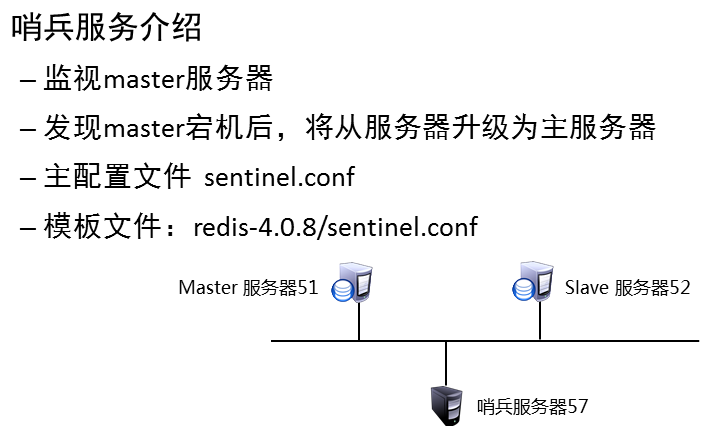 哨兵服务介绍
– 监视master服务器
– 发现master宕机后，将从服务器升级为主服务器
– 主配置文件 sentinel.conf
– 模板文件：redis-4.0.8/sentinel.conf
Master 服务器51
Slave 服务器52
哨兵服务器57